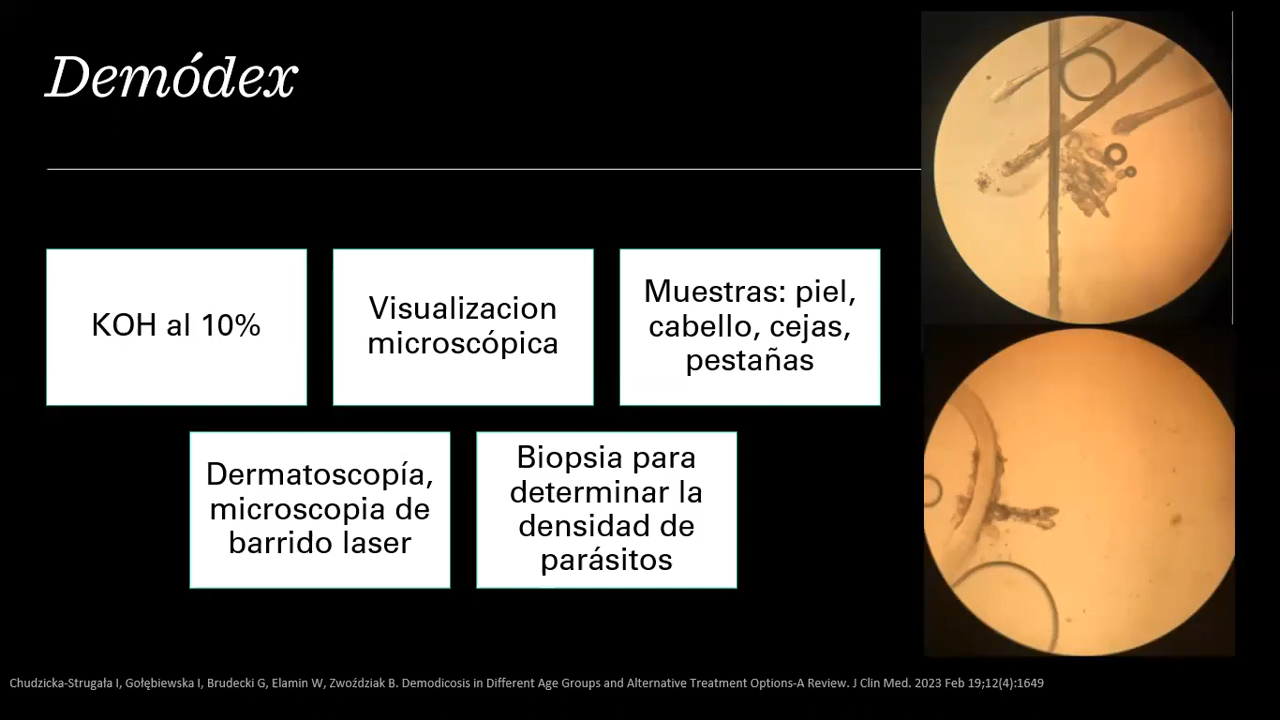 Demódex
KOH al 10%
Visualizacion
microscópica
Muestras: piel,
cabello, cejas,
pestañas
Dermatoscopía,
microscopia de
barrido laser
Biopsia para
determinar la
densidad de
parásitos
Chudzicka-Strugała I, Gołębiewska I, Brudecki G, Elamin W, Zwoździak B. Demodicosis in Different Age Groups and Alternative Treatment Options-A Review. J Clin Med. 2023 Feb 19;12(4):1649